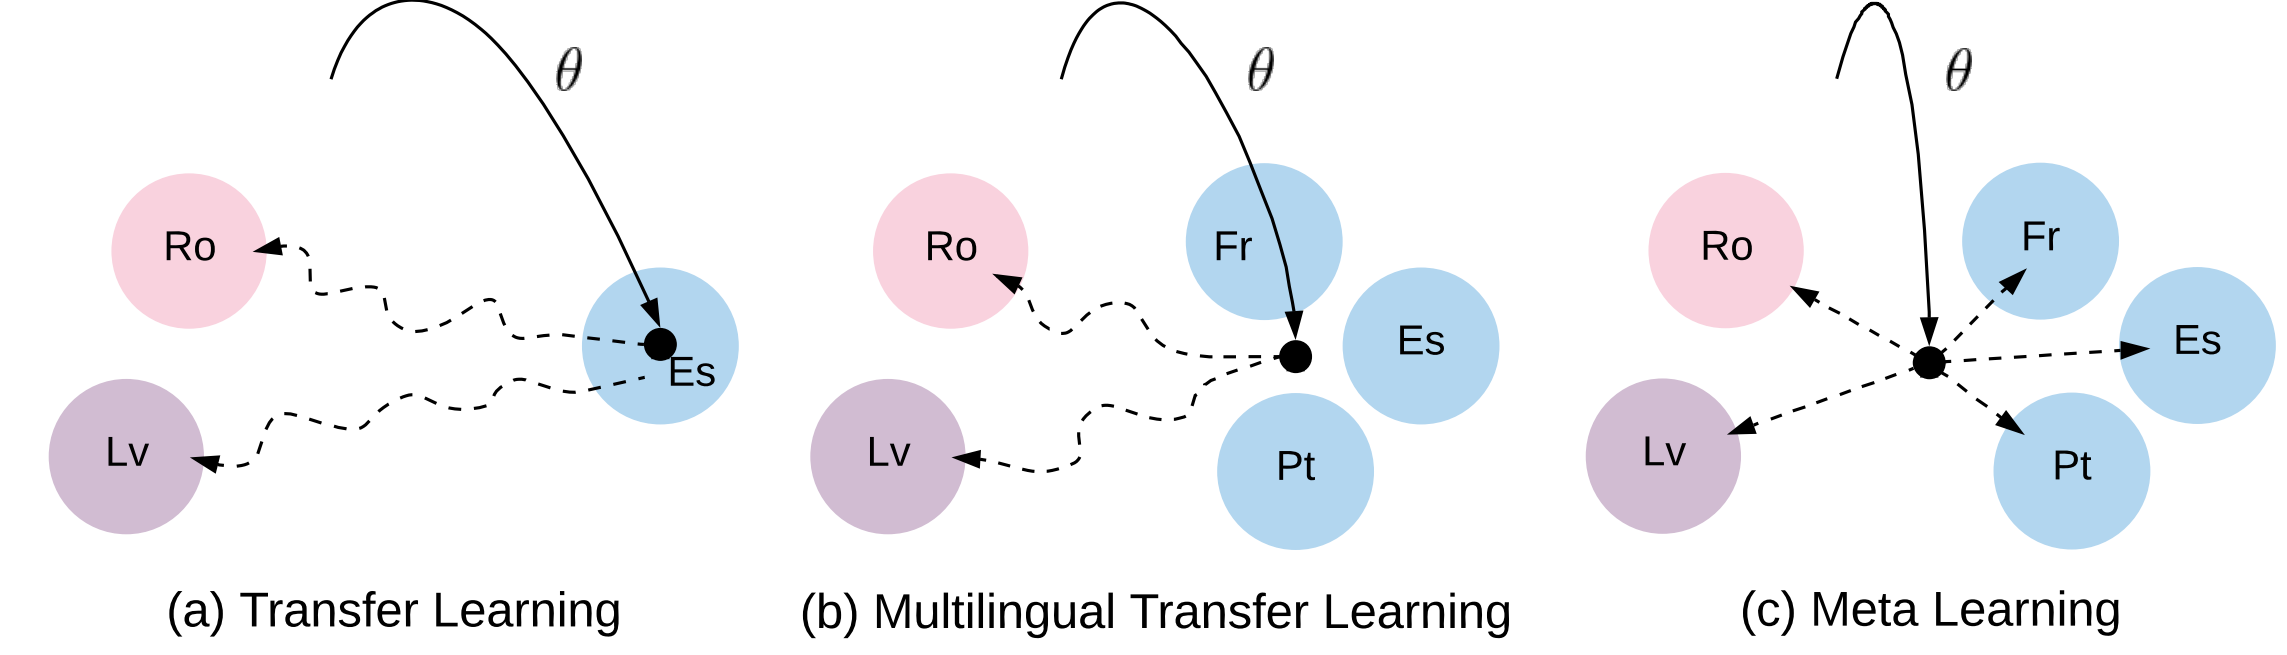 θ
Ro
Es
Lv
(a) Transfer Learning
θ
Ro
Fr
Es
Lv
Pt
(b) Multilingual Transfer Learning
θ
Ro
Fr
Es
Lv
Pt
(c) Meta Learning